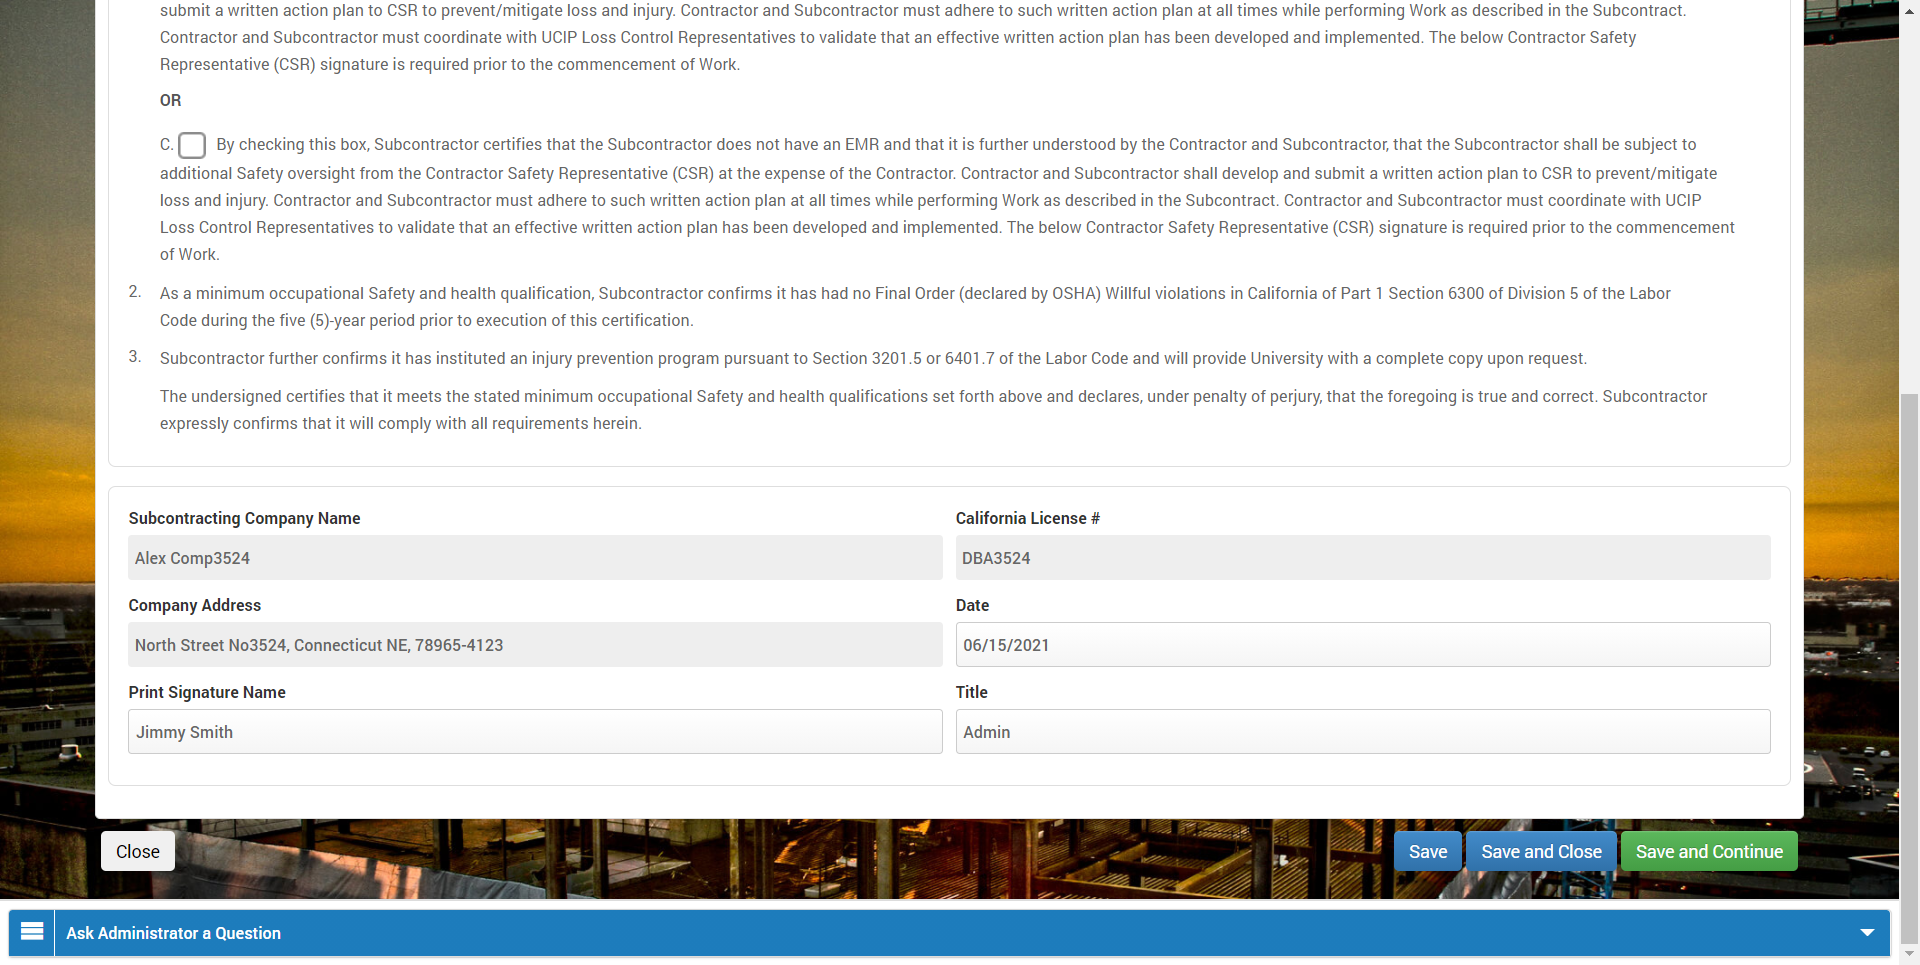 submit a written action plan to CSR to prevent/mitigate loss and injury. Contractor and Subcontractor must adhere to such written action plan at all times while performing Work as described in the Subcontract.
Contractor and Subcontractor must coordinate with UCIP Loss Control Representatives to validate that an effective written action plan has been developed and implemented. The below Contractor Safety
Representative (CSR) signature is required prior to the commencement of Work.
OR
C. By checking this box, Subcontractor certifies that the Subcontractor does not have an EMR and that it is further understood by the Contractor and Subcontractor, that the Subcontractor shall be subject to
additional Safety oversight from the Contractor Safety Representative (CSR) at the expense of the Contractor. Contractor and Subcontractor shall develop and submit a written action plan to CSR to prevent/mitigate
loss and injury. Contractor and Subcontractor must adhere to such written action plan at all times while performing Work as described in the Subcontract. Contractor and Subcontractor must coordinate with UCIP
Loss Control Representatives to validate that an effective written action plan has been developed and implemented. The below Contractor Safety Representative (CSR) signature is required prior to the commencement
of Work.
2. As a minimum occupational Safety and health qualification, Subcontractor confirms it has had no Final Order (declared by OSHA) Willful violations in California of Part 1 Section 6300 of Division 5 of the Labor
Code during the five (5)-year period prior to execution of this certification.
3. Subcontractor further confirms it has instituted an injury prevention program pursuant to Section 3201.5 or 6401.7 of the Labor Code and will provide University with a complete copy upon request.
The undersigned certifies that it meets the stated minimum occupational Safety and health qualifications set forth above and declares, under penalty of perjury, that the foregoing is true and correct. Subcontractor
expressly confirms that it will comply with all requirements herein.
Subcontracting Company Name
Alex Comp3524
California License #
DBA3524
Company Address
North Street No3524, Connecticut NE, 78965-4123
Date
06/15/2021
Print Signature Name
Jimmy Smith
Title
Admin
Close
Save
Save and Close
Save and Continue
Ask Administrator a Question